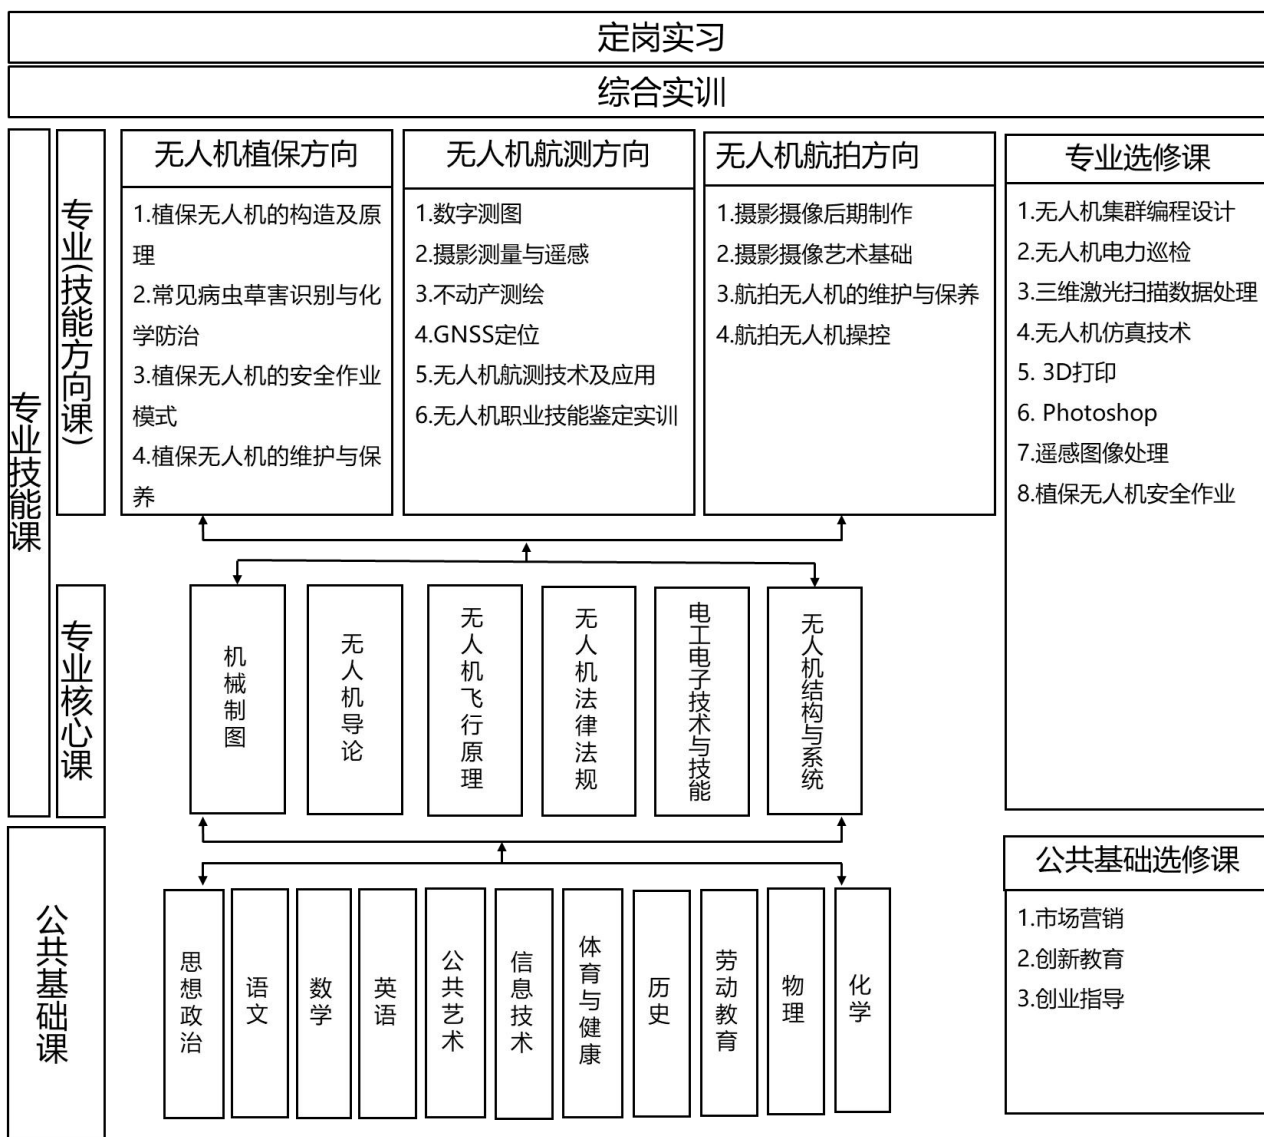 定岗实习
综合实训
专业技能课
专业(技能方向课)
无人机植保方向
1.植保无人机的构造及原
理
2.常见病虫草害识别与化
学防治
3.植保无人机的安全作业
模式
4.植保无人机的维护与保
养
无人机航测方向
1.数字测图
2.摄影测量与遥感
3.不动产测绘
4.GNSS定位
5.无人机航测技术及应用
6.无人机职业技能鉴定实训
无人机航拍方向
1.摄影摄像后期制作
2.摄影摄像艺术基础
3.航拍无人机的维护与保养
4.航拍无人机操控
专业选修课
1.无人机集群编程设计
2.无人机电力巡检
3.三维激光扫描数据处理
4.无人机仿真技术
5. 3D打印
6. Photoshop
7.遥感图像处理
8.植保无人机安全作业
专业核心课
机械制图
无人机导论
无人机飞行原理
无人机法律法规
电工电子技术与技能
无人机结构与系统
公共基础课
思想政治
语文
数学
英语
公共艺术
信息技术
体育与健康
历史
劳动教育
物理
化学
公共基础选修课
1.市场营销
2.创新教育
3.创业指导